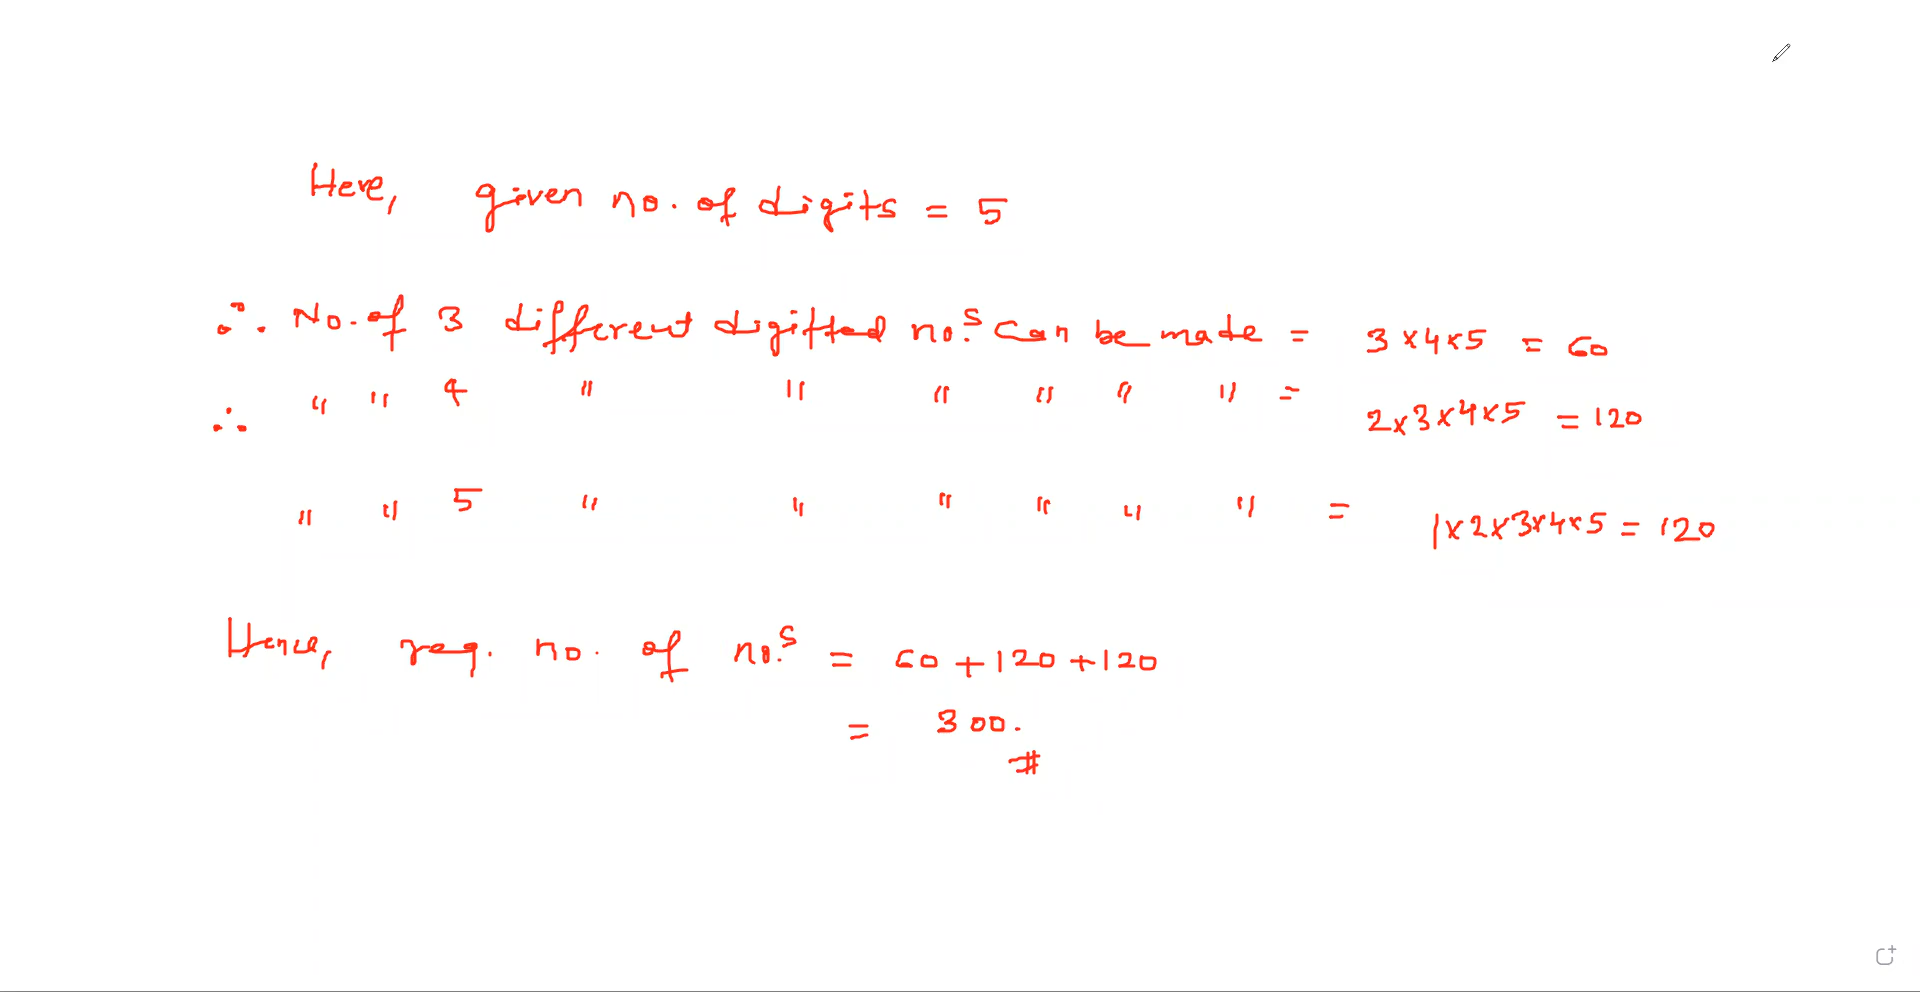 Here, given no. of digits = 5
∴ No. of 3 different digitted no.s can be made = 3×4×5 = 60
∴ " " 4 " " " " " " = 2×3×4×5 = 120
" " 5 " " " " " " = 1×2×3×4×5 = 120
Hence, req. no. of no.s = 60 + 120 + 120
= 300.
#